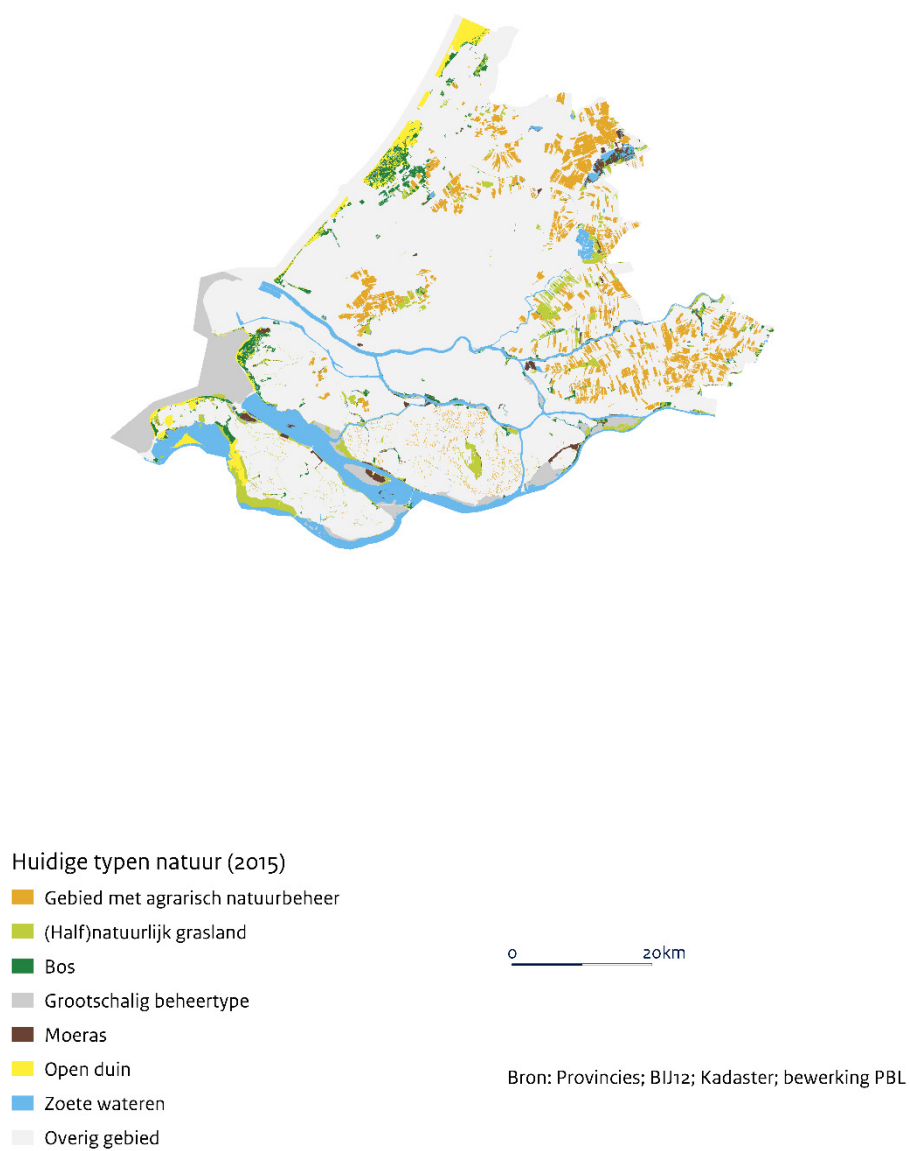 Huidige typen natuur (2015)
Gebied met agrarisch natuurbeheer
(Half)natuurlijk grasland
Bos
Grootschalig beheertype
Moeras
Open duin
Zoete wateren
Overig gebied
0 20km
Bron: Provincies; BIJ12; Kadaster; bewerking PBL